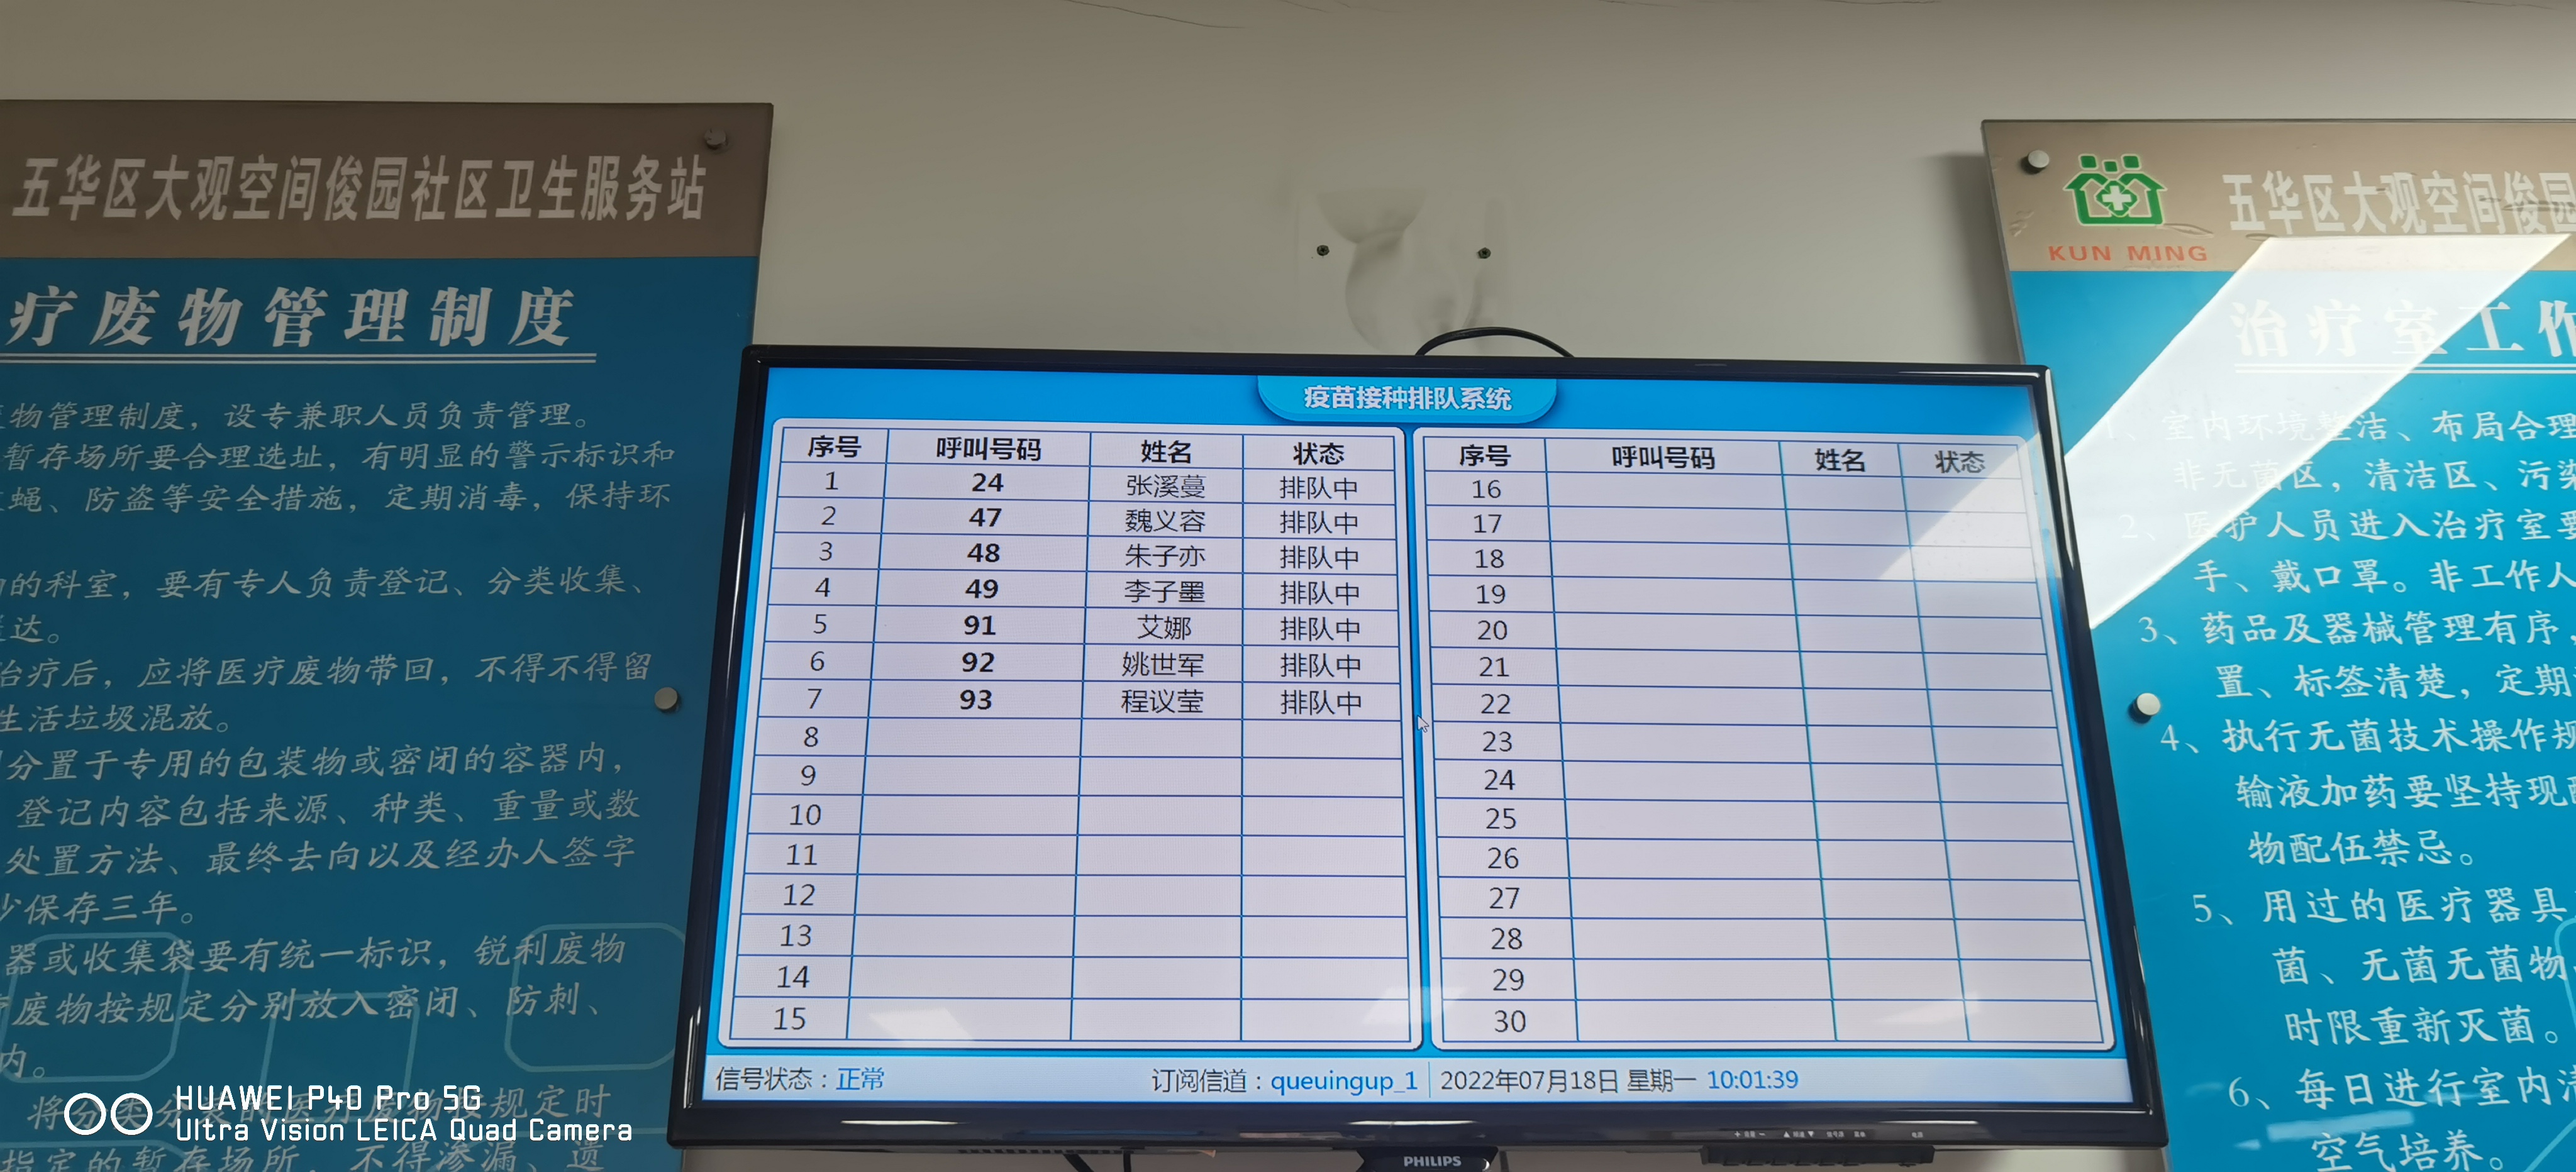 五华区大观空间俊园社区卫生服务站
疗废物管理制度
物管理制度，设专兼职人员负责管理。
暂存场所要合理选址，有明显的警示标识和
蝇、防盗等安全措施，定期消毒，保持环
的科室，要有专人负责登记、分类收集、
达。
治疗后，应将医疗废物带回，不得不得留
生活垃圾混放。
分置于专用的包装物或密闭的容器内，
登记内容包括来源、种类、重量或数
处置方法、最终去向以及经办人签字
少保存三年。
器或收集袋要有统一标识，锐利废物
废物按规定分别放入密闭、防刺、
内。
将分类分 规定时
指定的暂存场所，不得渗漏、遗
疫苗接种排队系统
序号 呼叫号码 姓名 状态
1 24 张溪蔓 排队中
2 47 魏义容 排队中
3 48 朱子亦 排队中
4 49 李子墨 排队中
5 91 艾娜 排队中
6 92 姚世军 排队中
7 93 程议莹 排队中
8
9
10
11
12
13
14
15
序号 呼叫号码 姓名 状态
16
17
18
19
20
21
22
23
24
25
26
27
28
29
30
信号状态：正常 订阅信道：queuingup_1 2022年07月18日 星期一 10:01:39
PHILIPS
KUN MING
五华区大观空间俊园
治疗室工作
1、室内环境整洁、布局合理
非无菌区，清洁区、污染
2、医护人员进入治疗室要
手、戴口罩。非工作人
3、药品及器械管理有序，
置、标签清楚，定期
4、执行无菌技术操作规
输液加药要坚持现
物配伍禁忌。
5、用过的医疗器具
菌、无菌无菌物
时限重新灭菌。
6、每日进行室内清
空气培养。
HUAWEI P40 Pro 5G
Ultra Vision LEICA Quad Camera